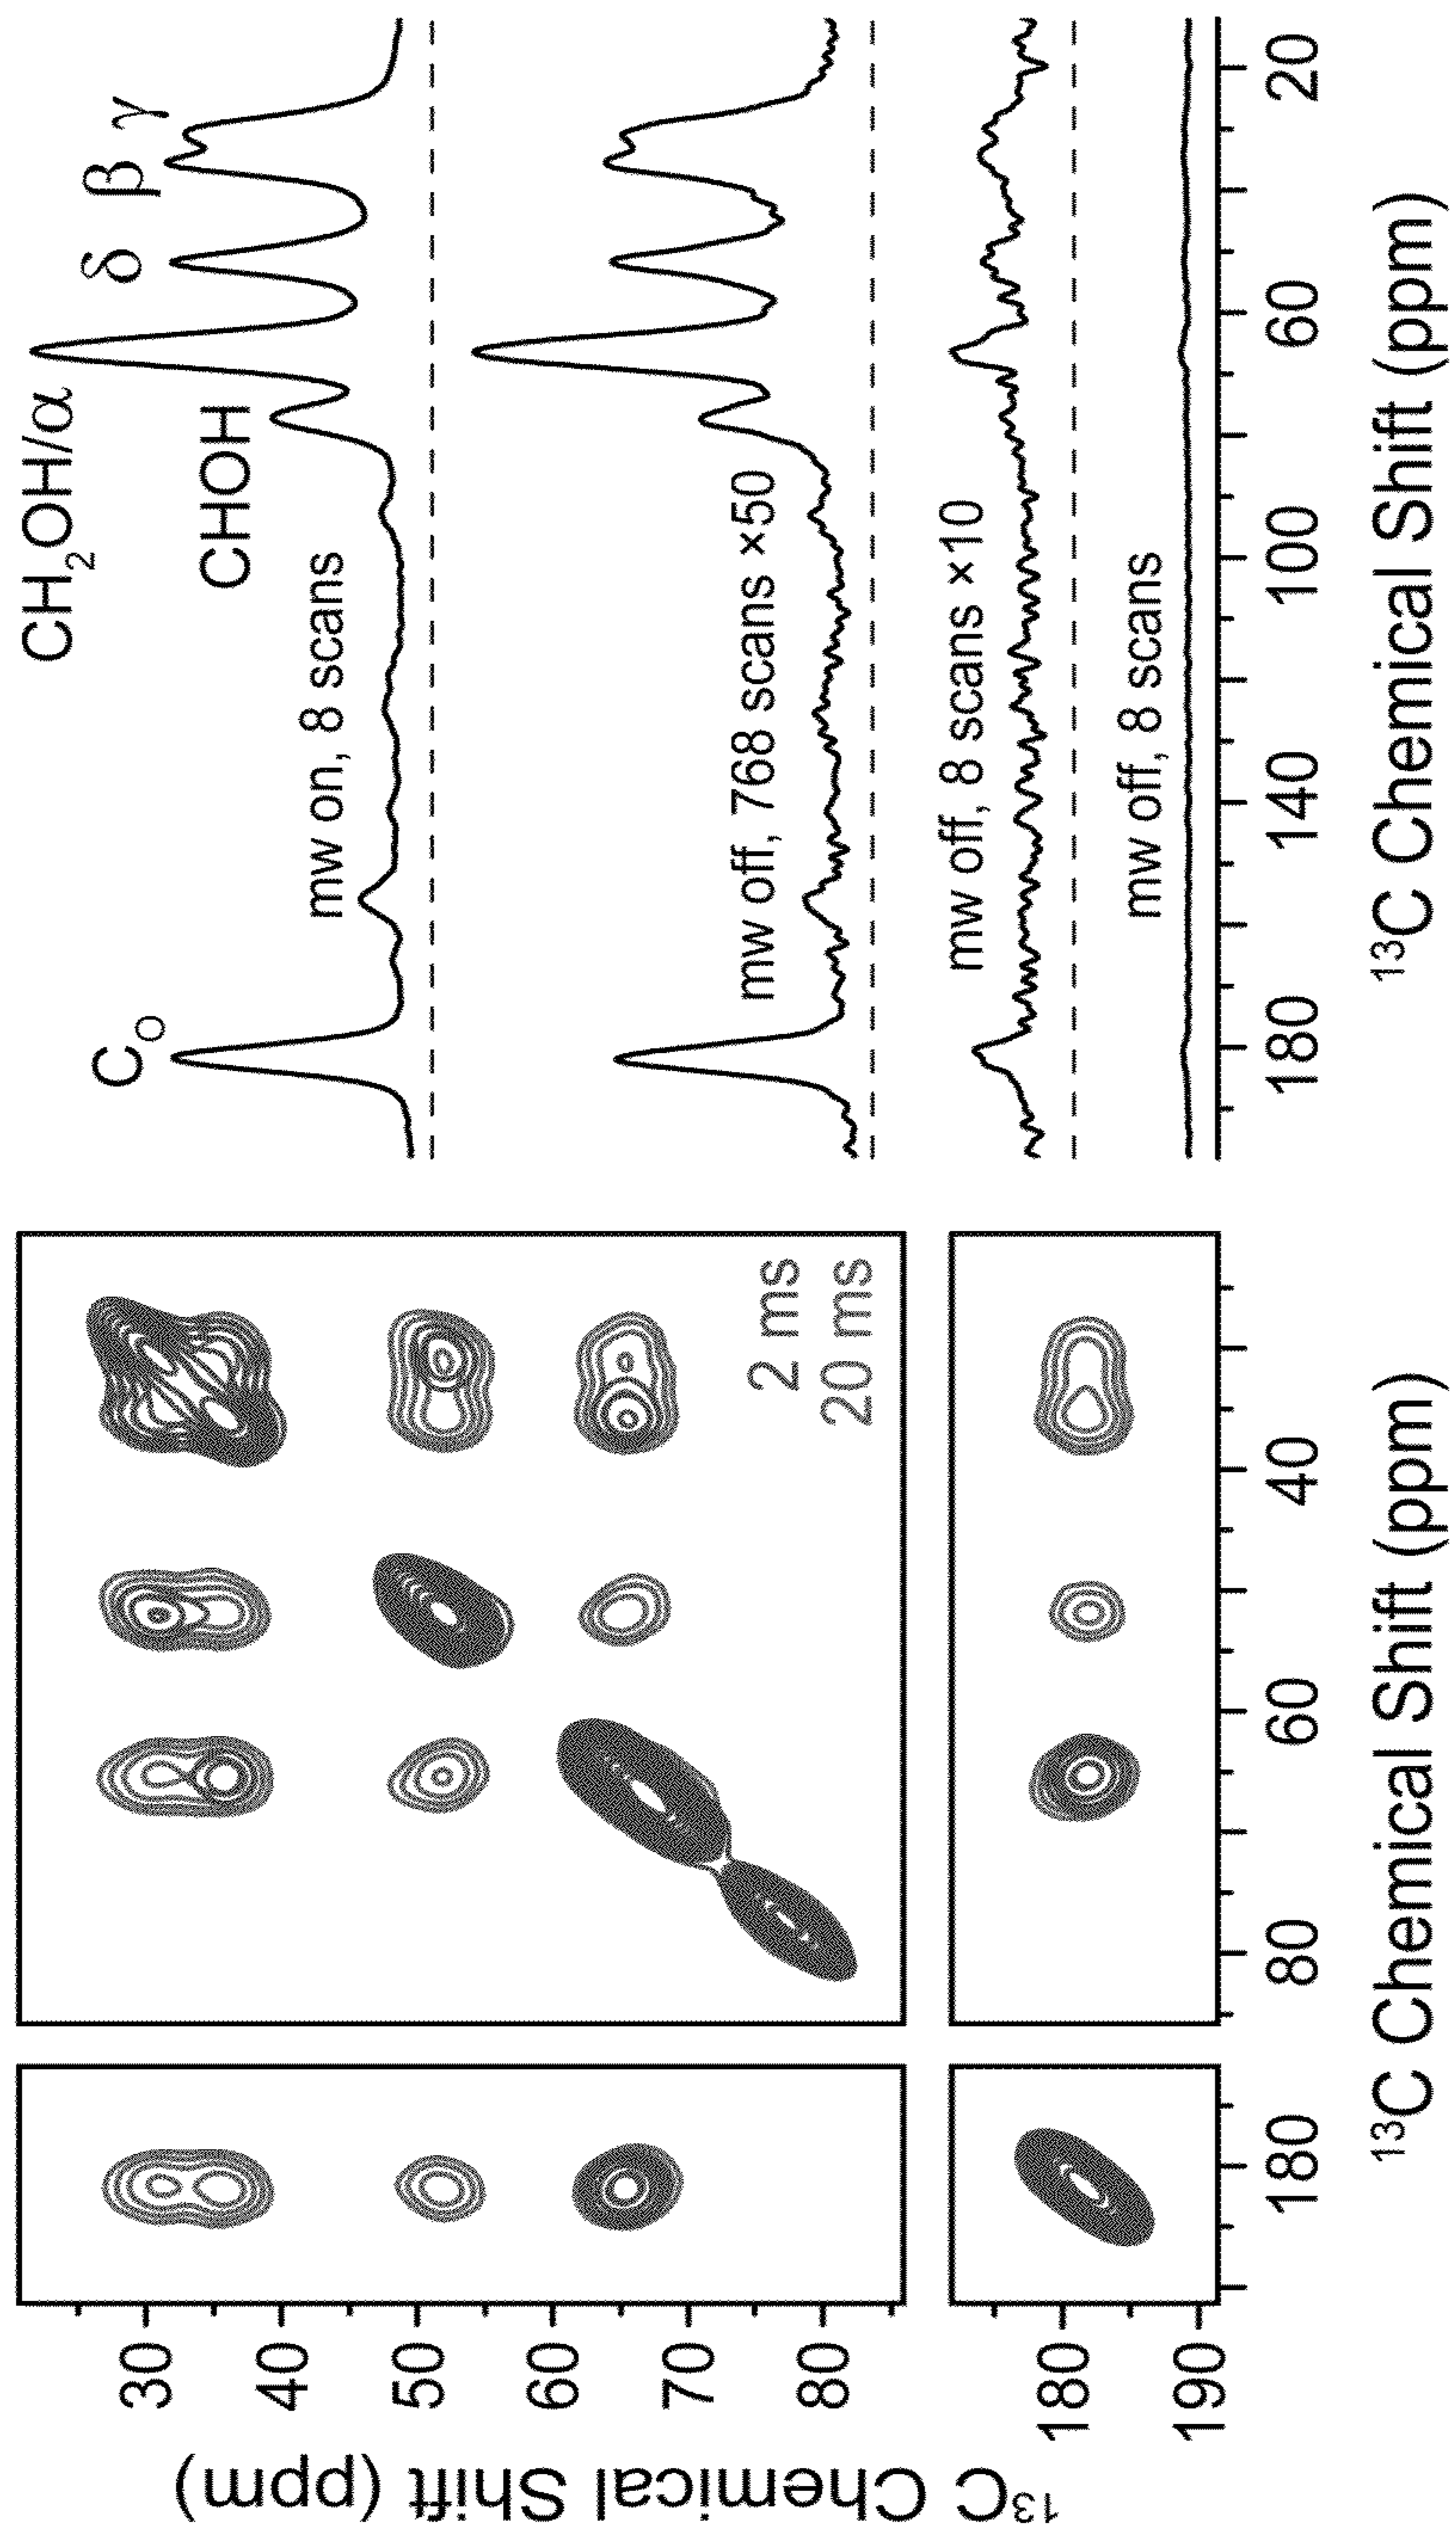 ¹³C Chemical Shift (ppm)
30
40
50
60
70
80
180
190
2 ms
20 ms
180
80
60
40
¹³C Chemical Shift (ppm)
CH₂OH/α
δ
β
γ
C_O
CHOH
mw on, 8 scans
mw off, 768 scans ×50
mw off, 8 scans ×10
mw off, 8 scans
180
140
100
60
20
¹³C Chemical Shift (ppm)